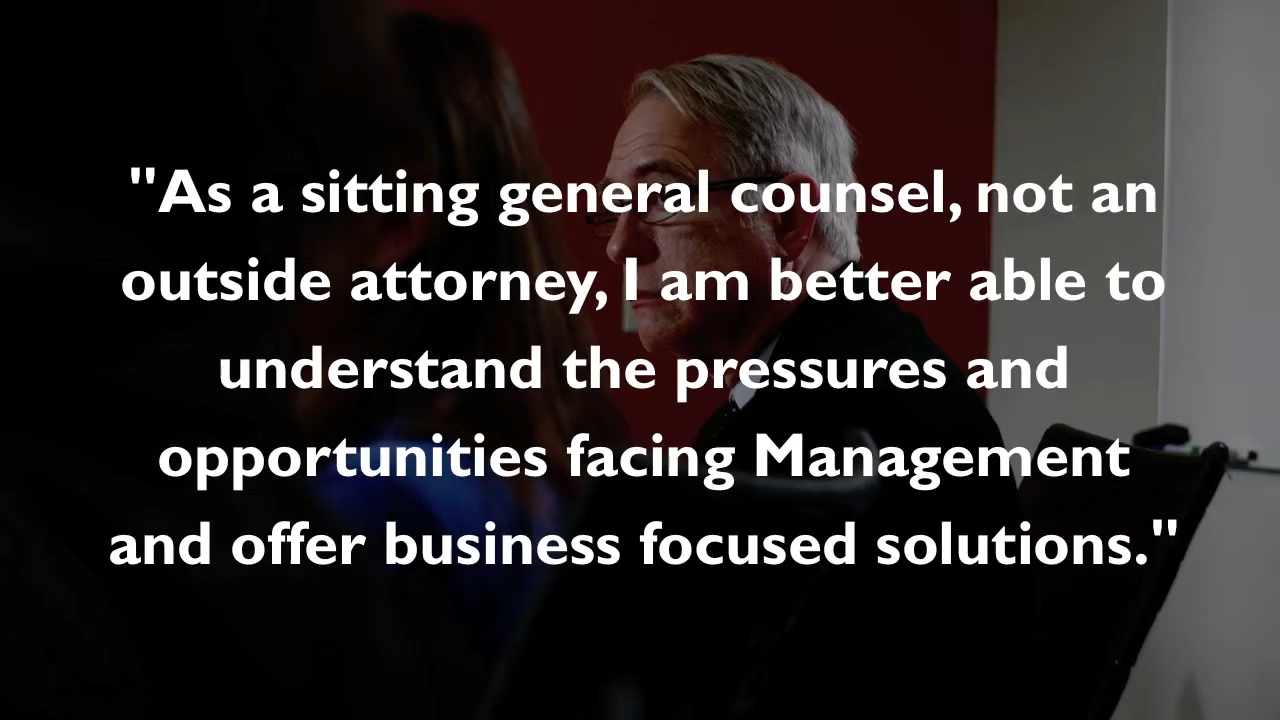 "As a sitting general counsel, not an
outside attorney, I am better able to
understand the pressures and
opportunities facing Management
and offer business focused solutions."